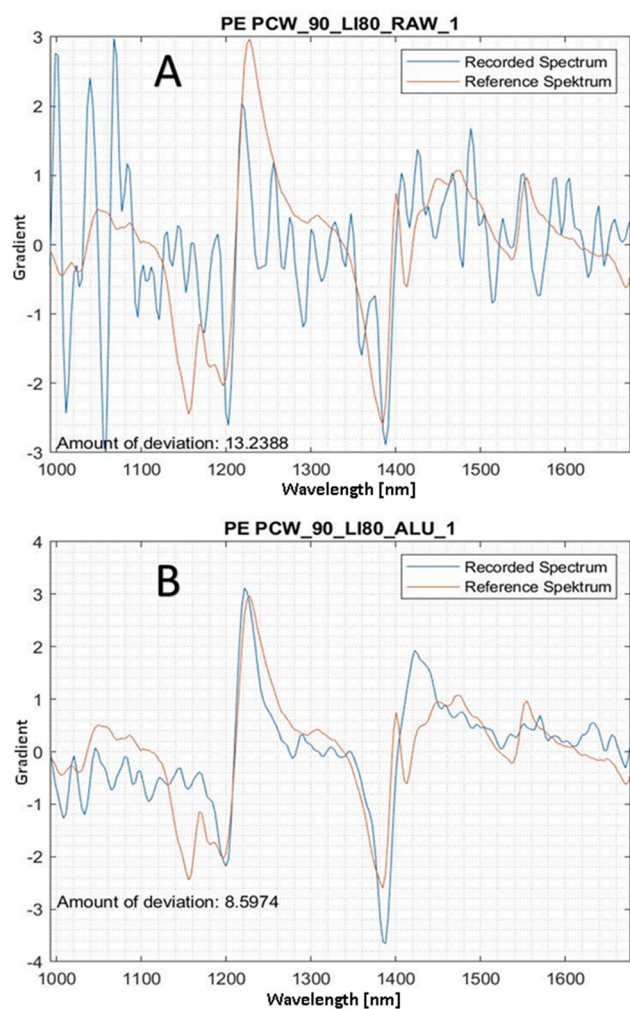 PE PCW_90_LI80_RAW_1
A
Recorded Spectrum
Reference Spektrum
3
2
1
0
-1
-2
-3
Gradient
Amount of deviation: 13.2388
1000 1100 1200 1300 1400 1500 1600
Wavelength [nm]
PE PCW_90_LI80_ALU_1
B
Recorded Spectrum
Reference Spektrum
4
3
2
1
0
-1
-2
-3
-4
Gradient
Amount of deviation: 8.5974
1000 1100 1200 1300 1400 1500 1600
Wavelength [nm]